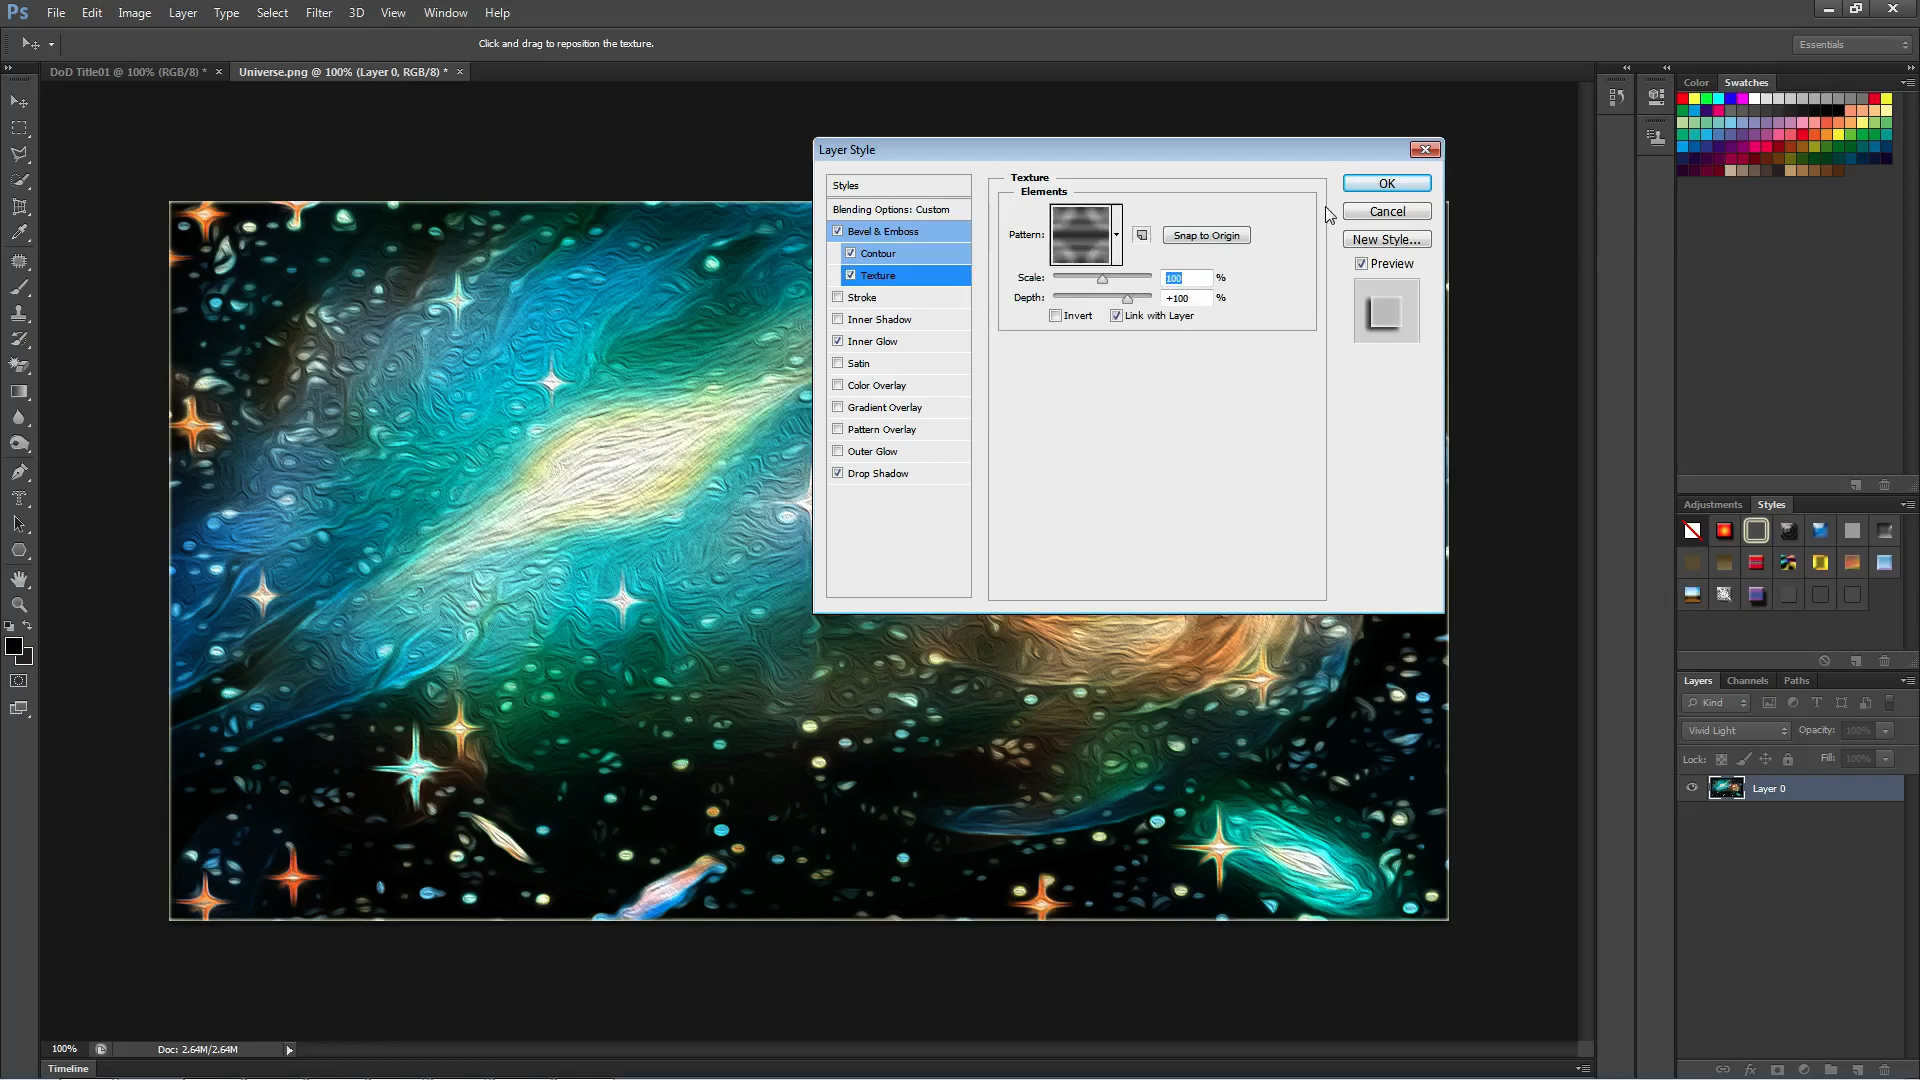 Ps File Edit Image Layer Type Select Filter 3D View Window Help
Click and drag to reposition the texture.
Essentials
DoD Title01 @ 100% (RGB/8) * ×
Universe.png @ 100% (Layer 0, RGB/8) * ×
Color Swatches
Layer Style
Styles
Blending Options: Custom
Bevel & Emboss
Contour
Texture
Stroke
Inner Shadow
Inner Glow
Satin
Color Overlay
Gradient Overlay
Pattern Overlay
Outer Glow
Drop Shadow
Texture
Elements
Pattern:
Snap to Origin
Scale: 100 %
Depth: +100 %
Invert Link with Layer
OK
Cancel
New Style...
Preview
Adjustments Styles
Layers Channels Paths
Kind
Vivid Light Opacity: 100%
Lock: Fill: 100%
Layer 0
100% Doc: 2.64M/2.64M
Timeline